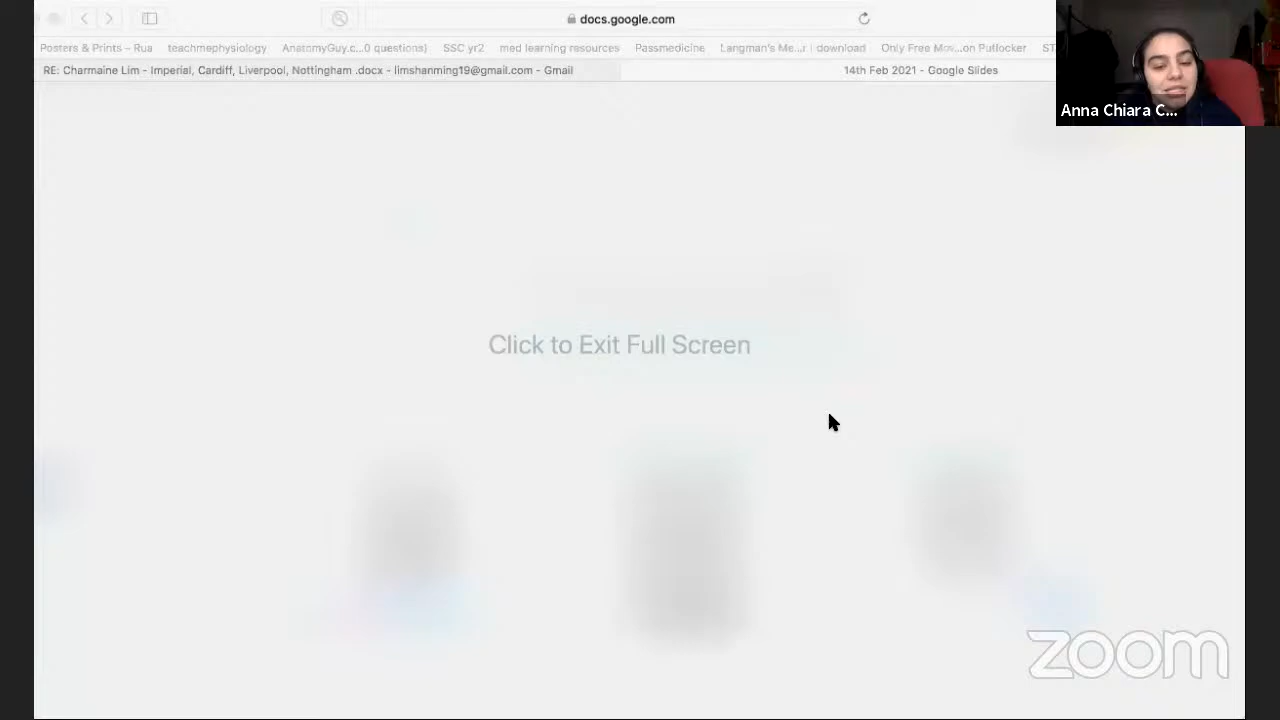 docs.google.com
Posters & Prints – Rua teachmephysiology AnatomyGuy.c...0 questions) SSC yr2 med learning resources Passmedicine Langman's Me...r | download Only Free Mov...on Putlocker ST
RE: Charmaine Lim - Imperial, Cardiff, Liverpool, Nottingham .docx - limshanming19@gmail.com - Gmail 14th Feb 2021 - Google Slides
Anna Chiara C...
Click to Exit Full Screen
zoom